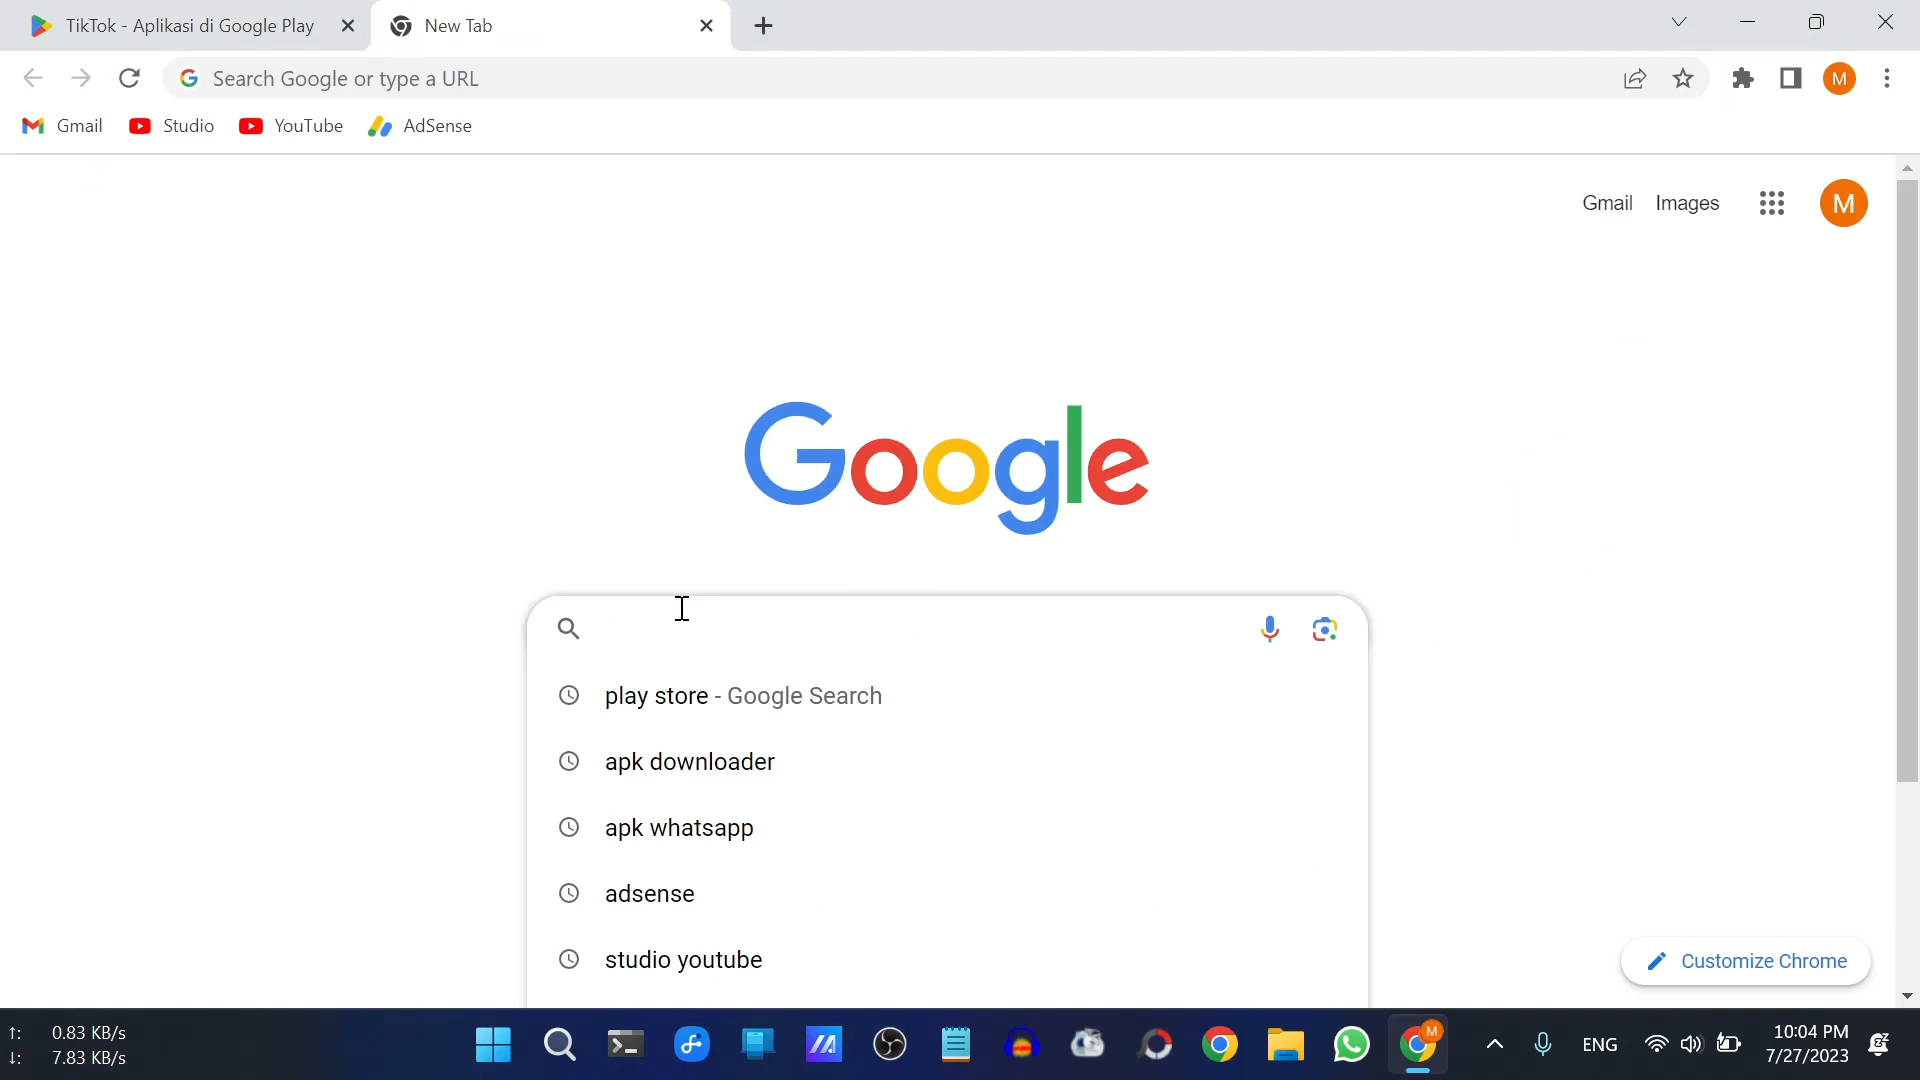 TikTok - Aplikasi di Google Play
New Tab
Search Google or type a URL
M
Gmail
Studio
YouTube
AdSense
Gmail
Images
M
Google
play store - Google Search
apk downloader
apk whatsapp
adsense
studio youtube
Customize Chrome
↑: 0.83 KB/s
↓: 7.83 KB/s
M
ENG
10:04 PM
7/27/2023